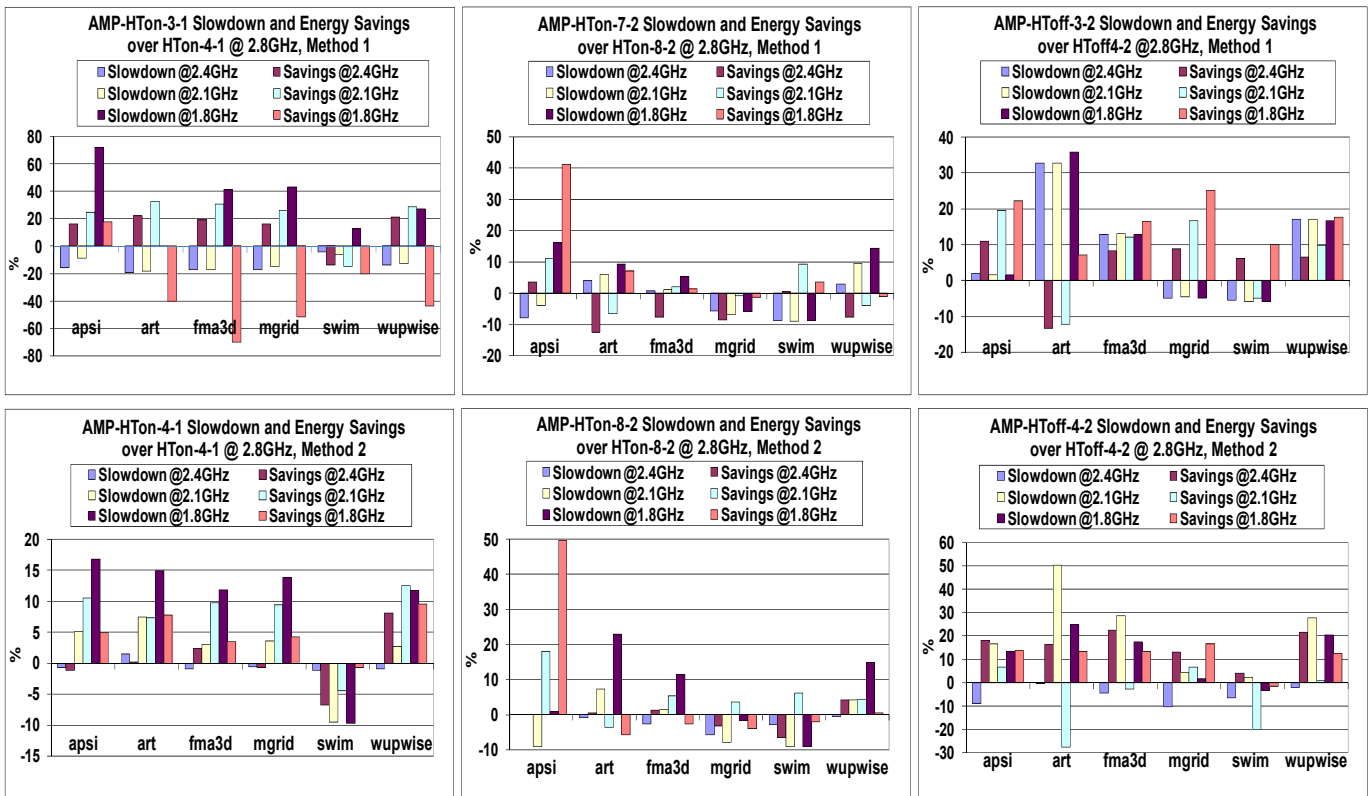 AMP-HTon-3-1 Slowdown and Energy Savings
over HTon-4-1 @ 2.8GHz, Method 1
Slowdown @2.4GHz Savings @2.4GHz
Slowdown @2.1GHz Savings @2.1GHz
Slowdown @1.8GHz Savings @1.8GHz
80
60
40
20
0
-20
-40
-60
-80
%
apsi art fma3d mgrid swim wupwise
AMP-HTon-7-2 Slowdown and Energy Savings
over HTon-8-2 @ 2.8GHz, Method 1
Slowdown @2.4GHz Savings @2.4GHz
Slowdown @2.1GHz Savings @2.1GHz
Slowdown @1.8GHz Savings @1.8GHz
50
40
30
20
10
0
-10
-20
%
apsi art fma3d mgrid swim wupwise
AMP-HToff-3-2 Slowdown and Energy Savings
over HToff4-2 @2.8GHz, Method 1
Slowdown @2.4GHz Savings @2.4GHz
Slowdown @2.1GHz Savings @2.1GHz
Slowdown @1.8GHz Savings @1.8GHz
40
30
20
10
0
-10
-20
%
apsi art fma3d mgrid swim wupwise
AMP-HTon-4-1 Slowdown and Energy Savings
over HTon-4-1 @ 2.8GHz, Method 2
Slowdown @2.4GHz Savings @2.4GHz
Slowdown @2.1GHz Savings @2.1GHz
Slowdown @1.8GHz Savings @1.8GHz
20
15
10
5
0
-5
-10
-15
%
apsi art fma3d mgrid swim wupwise
AMP-HTon-8-2 Slowdown and Energy Savings
over HTon-8-2 @ 2.8GHz, Method 2
Slowdown @2.4GHz Savings @2.4GHz
Slowdown @2.1GHz Savings @2.1GHz
Slowdown @1.8GHz Savings @1.8GHz
50
40
30
20
10
0
-10
%
apsi art fma3d mgrid swim wupwise
AMP-HToff-4-2 Slowdown and Energy Savings
over HToff-4-2 @ 2.8GHz, Method 2
Slowdown @2.4GHz Savings @2.4GHz
Slowdown @2.1GHz Savings @2.1GHz
Slowdown @1.8GHz Savings @1.8GHz
60
50
40
30
20
10
0
-10
-20
-30
%
apsi art fma3d mgrid swim wupwise